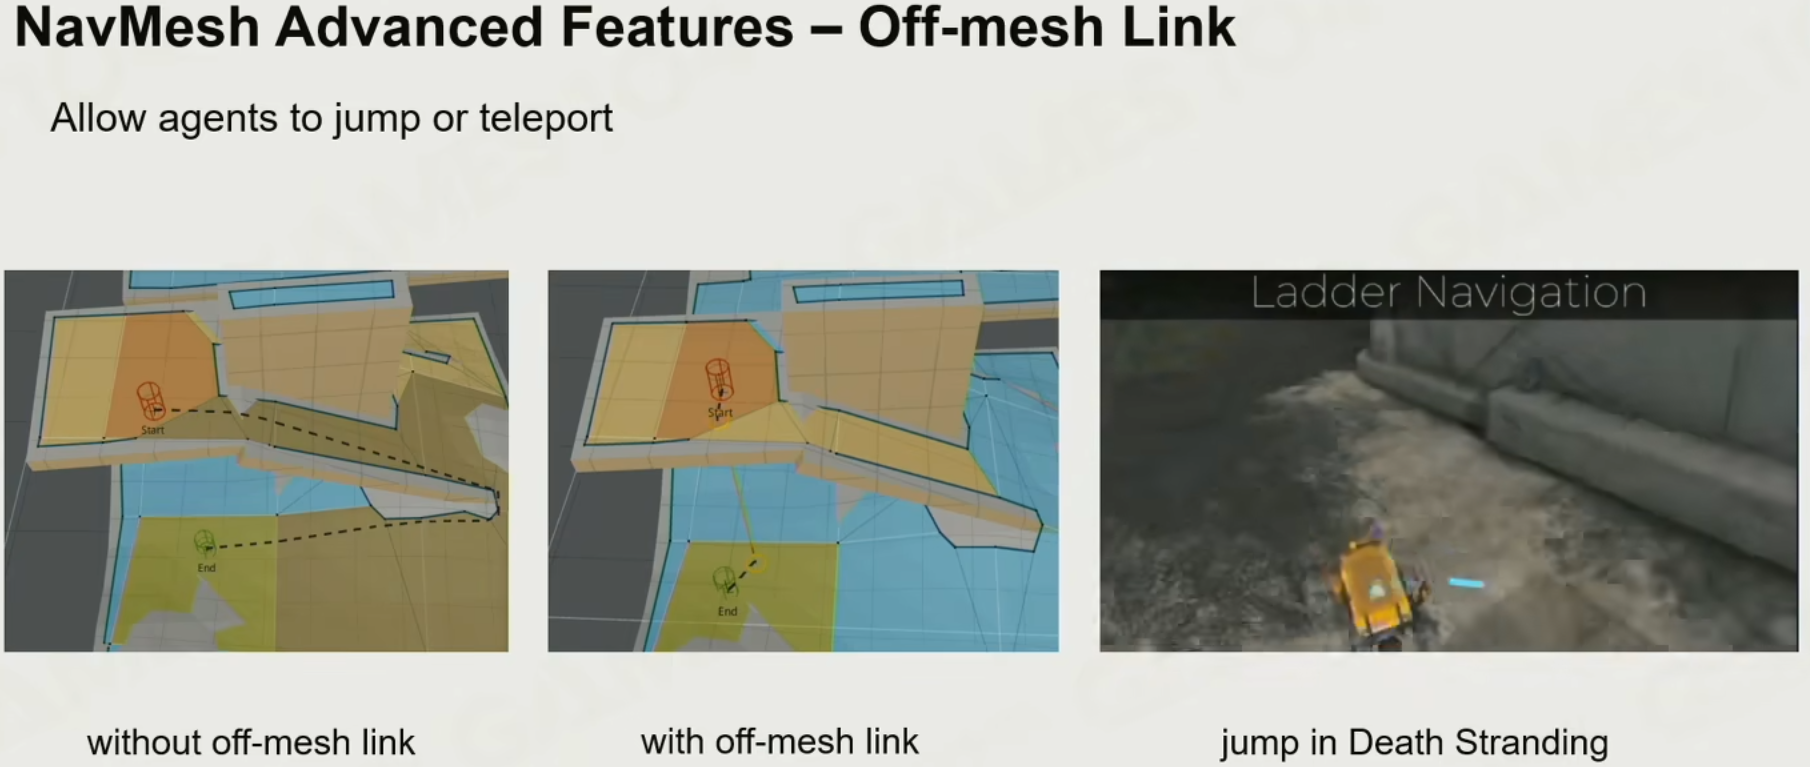 NavMesh Advanced Features – Off-mesh Link
Allow agents to jump or teleport
Start
End
Start
End
Ladder Navigation
without off-mesh link
with off-mesh link
jump in Death Stranding